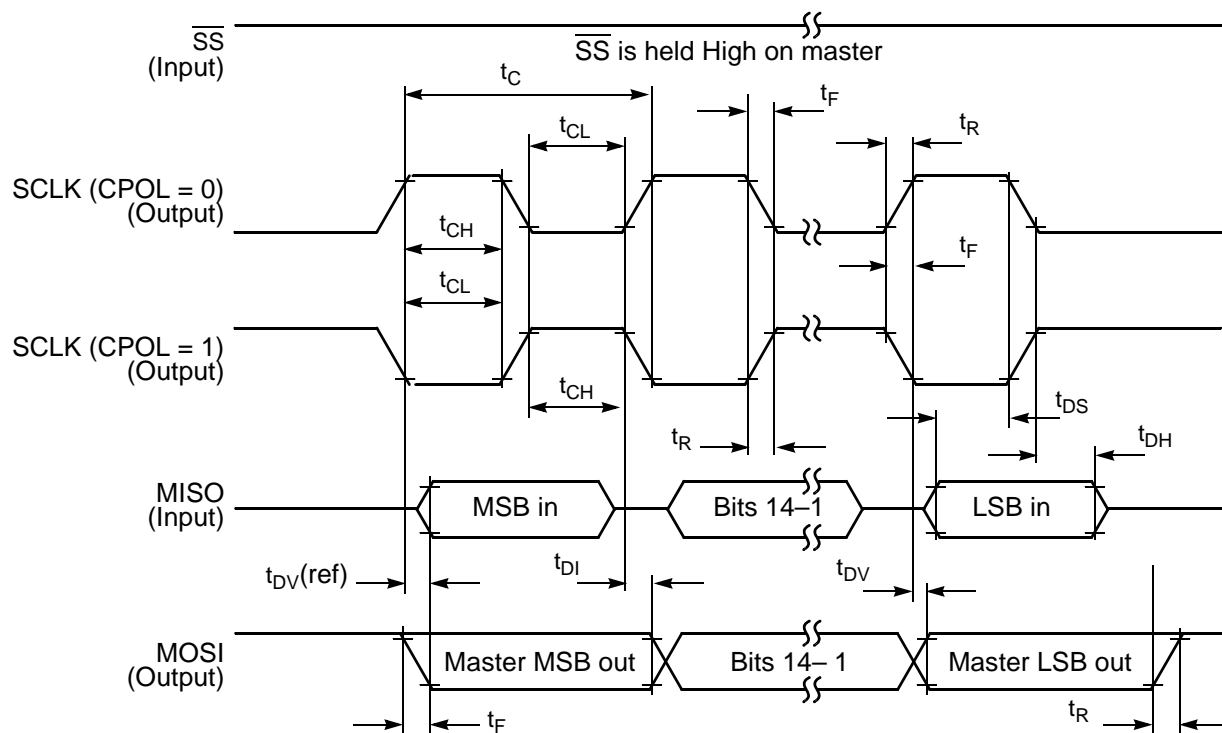 SS
(Input)
SS is held High on master
tC
tF
tCL
tR
SCLK (CPOL = 0)
(Output)
tCH
tF
tCL
SCLK (CPOL = 1)
(Output)
tCH
tDS
tR
tDH
MISO
(Input)
MSB in
Bits 14–1
LSB in
tDV(ref)
tDI
tDV
MOSI
(Output)
Master MSB out
Bits 14– 1
Master LSB out
tF
tR